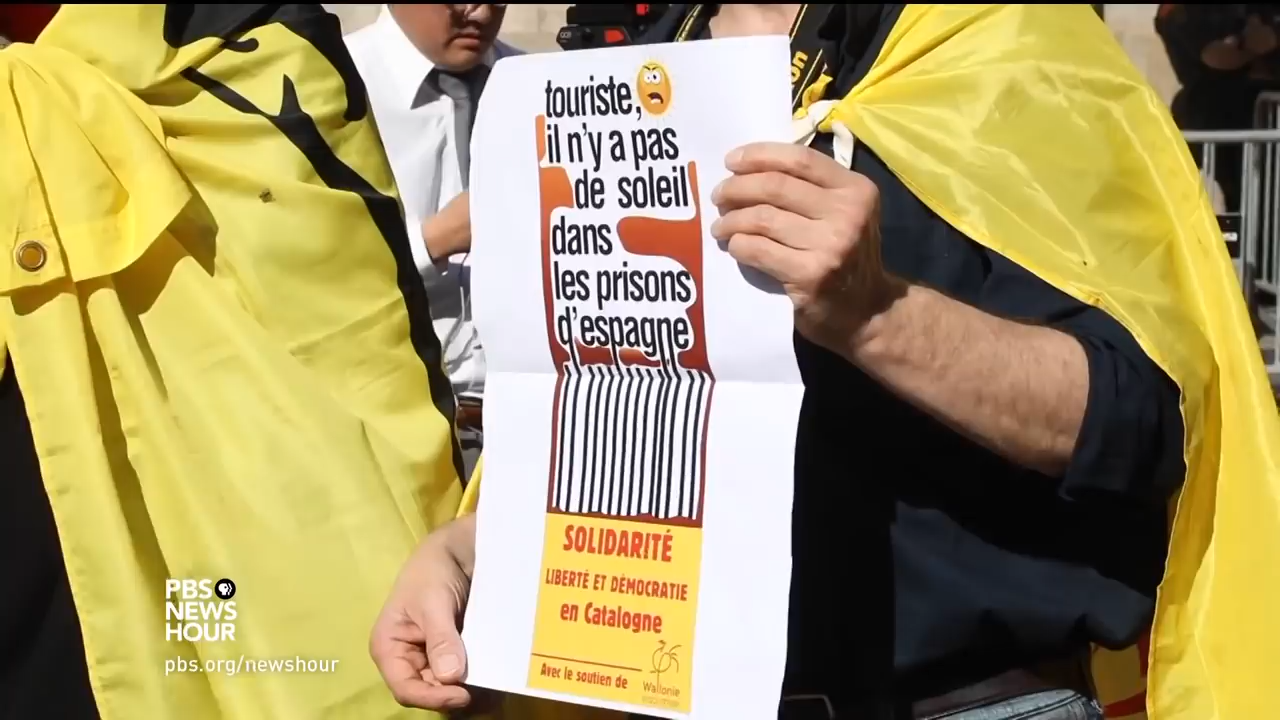 touriste,
il n'y a pas
de soleil
dans
les prisons
d'espagne
SOLIDARITÉ
LIBERTÉ ET DÉMOCRATIE
en Catalogne
Avec le soutien de
Wallonie
PBS
NEWS
HOUR
pbs.org/newshour